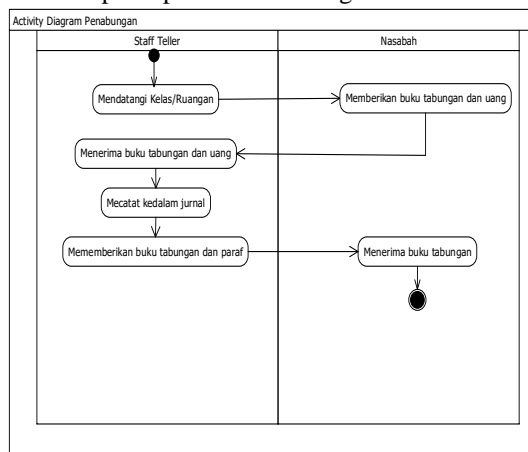 Activity Diagram Penabungan
Staff Teller
Nasabah
Mendatangi Kelas/Ruangan
Memberikan buku tabungan dan uang
Menerima buku tabungan dan uang
Mecatat kedalam jurnal
Mememberikan buku tabungan dan paraf
Menerima buku tabungan